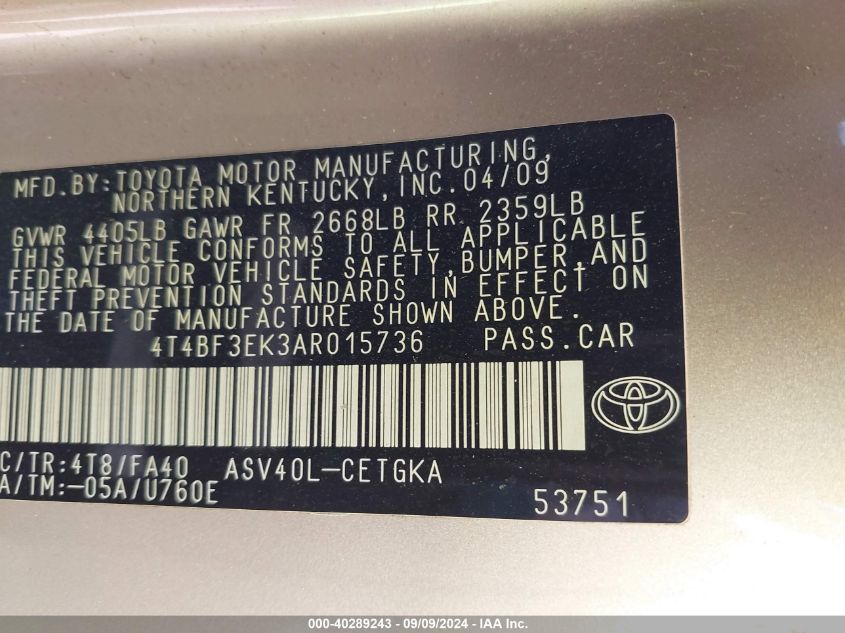 MFD. BY: TOYOTA MOTOR MANUFACTURING,
NORTHERN KENTUCKY, INC. 04/09
GVWR 4405LB GAWR FR 2668LB RR 2359LB
THIS VEHICLE CONFORMS TO ALL APPLICABLE
FEDERAL MOTOR VEHICLE SAFETY, BUMPER, AND
THEFT PREVENTION STANDARDS IN EFFECT ON
THE DATE OF MANUFACTURE SHOWN ABOVE.
4T4BF3EK3AR015736 PASS. CAR
C/TR: 4T8/FA40 ASV40L-CETGKA
A/TM: -05A/U760E
53751
000-40289243 - 09/09/2024 - IAA Inc.